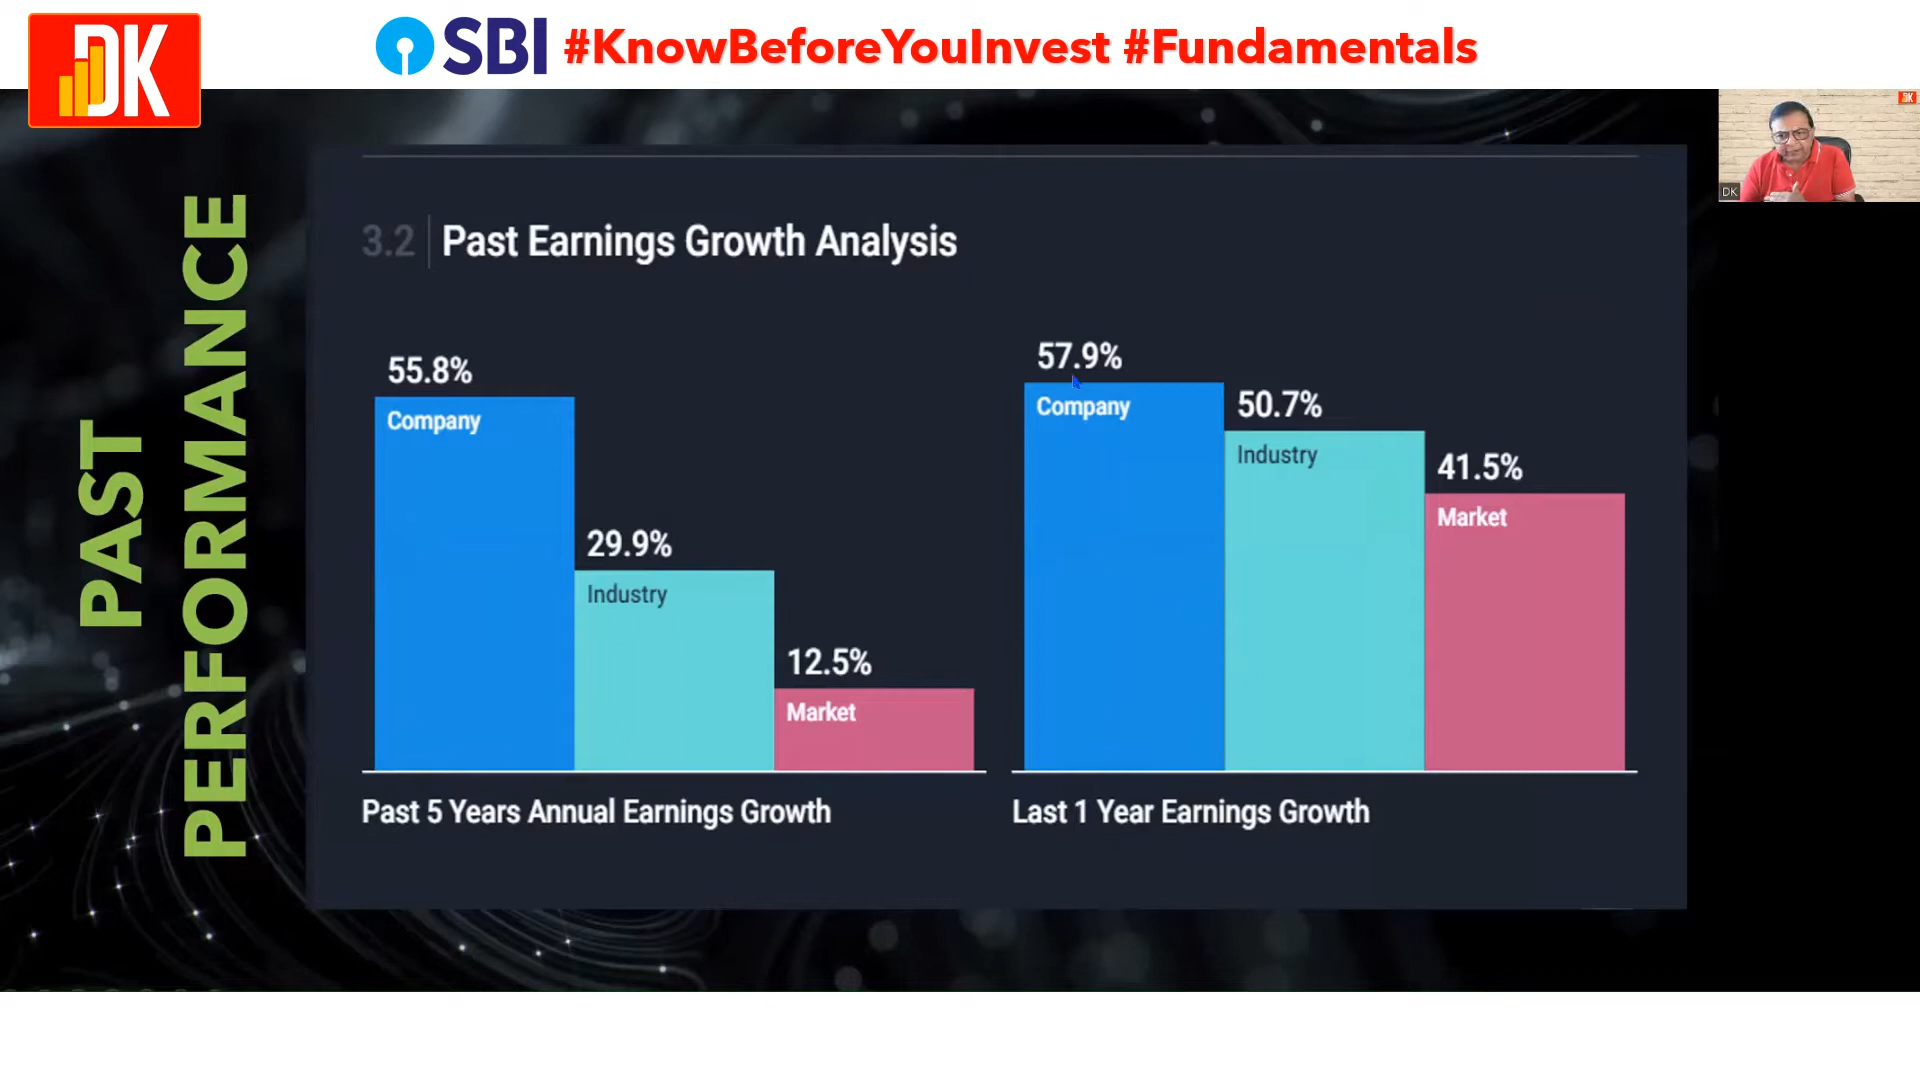 DK
SBI #KnowBeforeYouInvest #Fundamentals
DK
DK
PAST
PERFORMANCE
3.2 Past Earnings Growth Analysis
55.8%
Company
29.9%
Industry
12.5%
Market
Past 5 Years Annual Earnings Growth
57.9%
Company
50.7%
Industry
41.5%
Market
Last 1 Year Earnings Growth